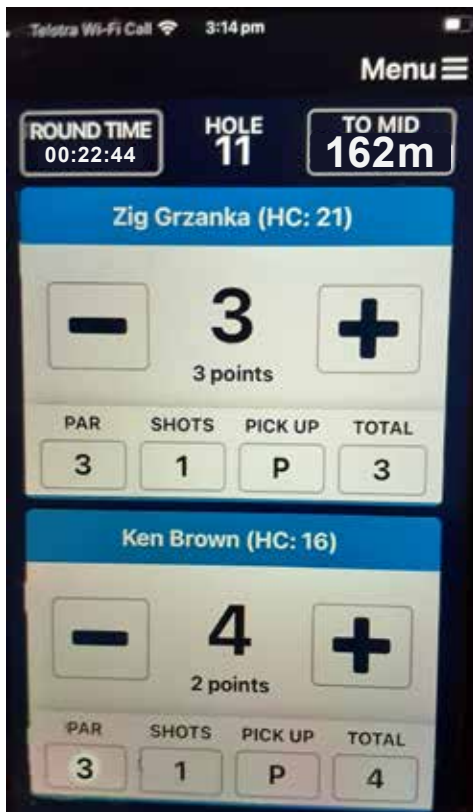 Telstra Wi-Fi Call 3:14 pm
Menu
ROUND TIME HOLE TO MID
00:22:44 11 162m
Zig Grzanka (HC: 21)
− 3 +
3 points
PAR SHOTS PICK UP TOTAL
3 1 P 3
Ken Brown (HC: 16)
− 4 +
2 points
PAR SHOTS PICK UP TOTAL
3 1 P 4